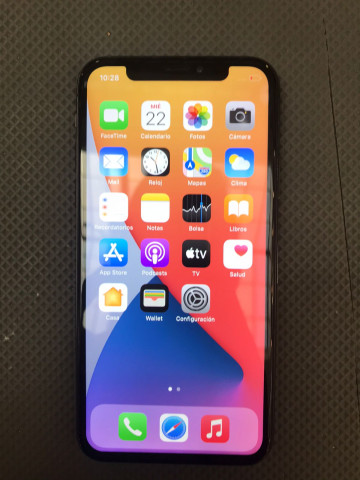 10:28
MIÉ
22
FaceTime
Calendario
Fotos
Cámara
Mail
Reloj
Mapas
Clima
Recordatorios
Notas
Bolsa
Libros
App Store
Podcasts
tv
TV
Salud
Casa
Wallet
Configuración